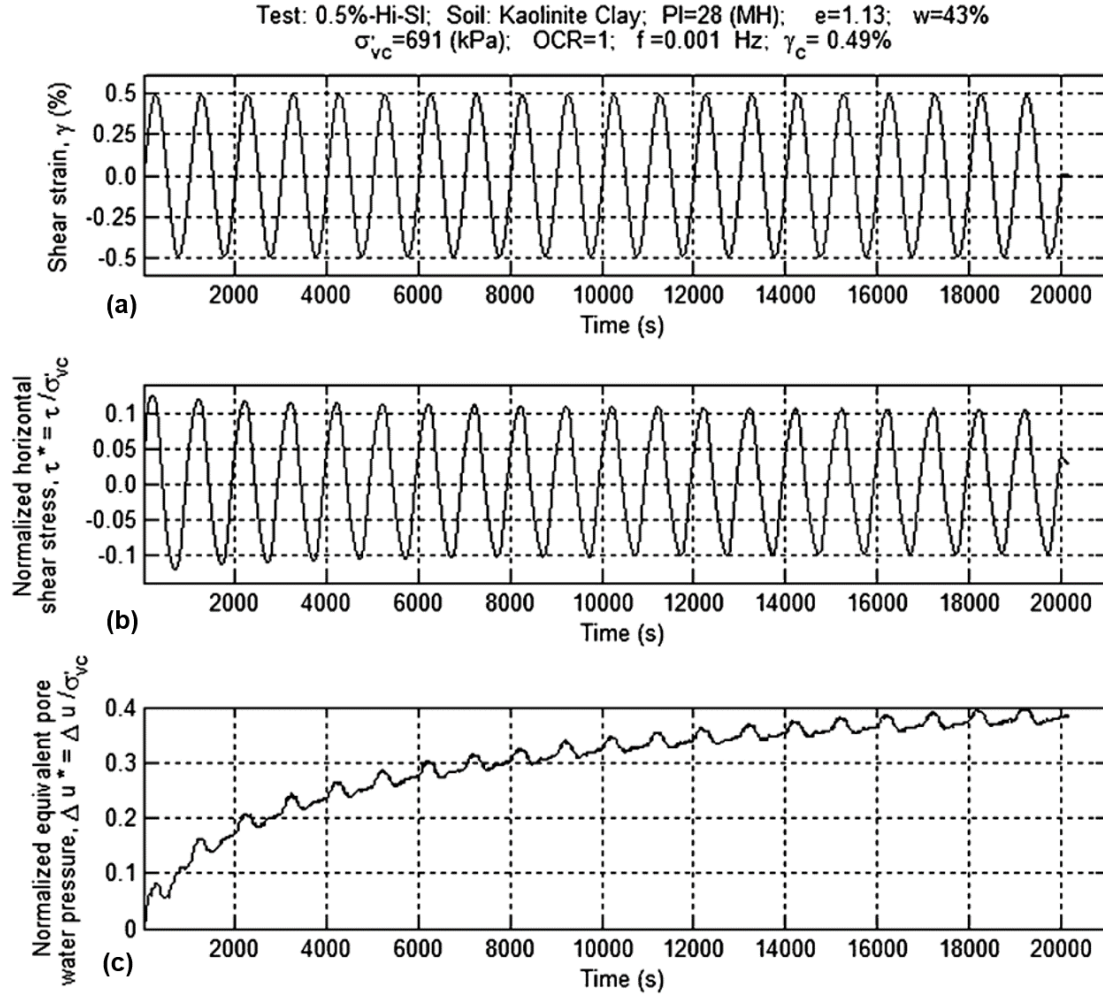 Test: 0.5%-Hi-Sl; Soil: Kaolinite Clay; PI=28 (MH); e=1.13; w=43%
σ'vc=691 (kPa); OCR=1; f=0.001 Hz; γc= 0.49%
Shear strain, γ (%)
0.5
0.25
0.0
-0.25
-0.5
2000 4000 6000 8000 10000 12000 14000 16000 18000 20000
Time (s)
(a)
Normalized horizontal
shear stress, τ* = τ/σ'vc
0.1
0.05
0.0
-0.05
-0.1
2000 4000 6000 8000 10000 12000 14000 16000 18000 20000
Time (s)
(b)
Normalized equivalent pore
water pressure, Δu* = Δu/σ'vc
0.4
0.3
0.2
0.1
0
2000 4000 6000 8000 10000 12000 14000 16000 18000 20000
Time (s)
(c)